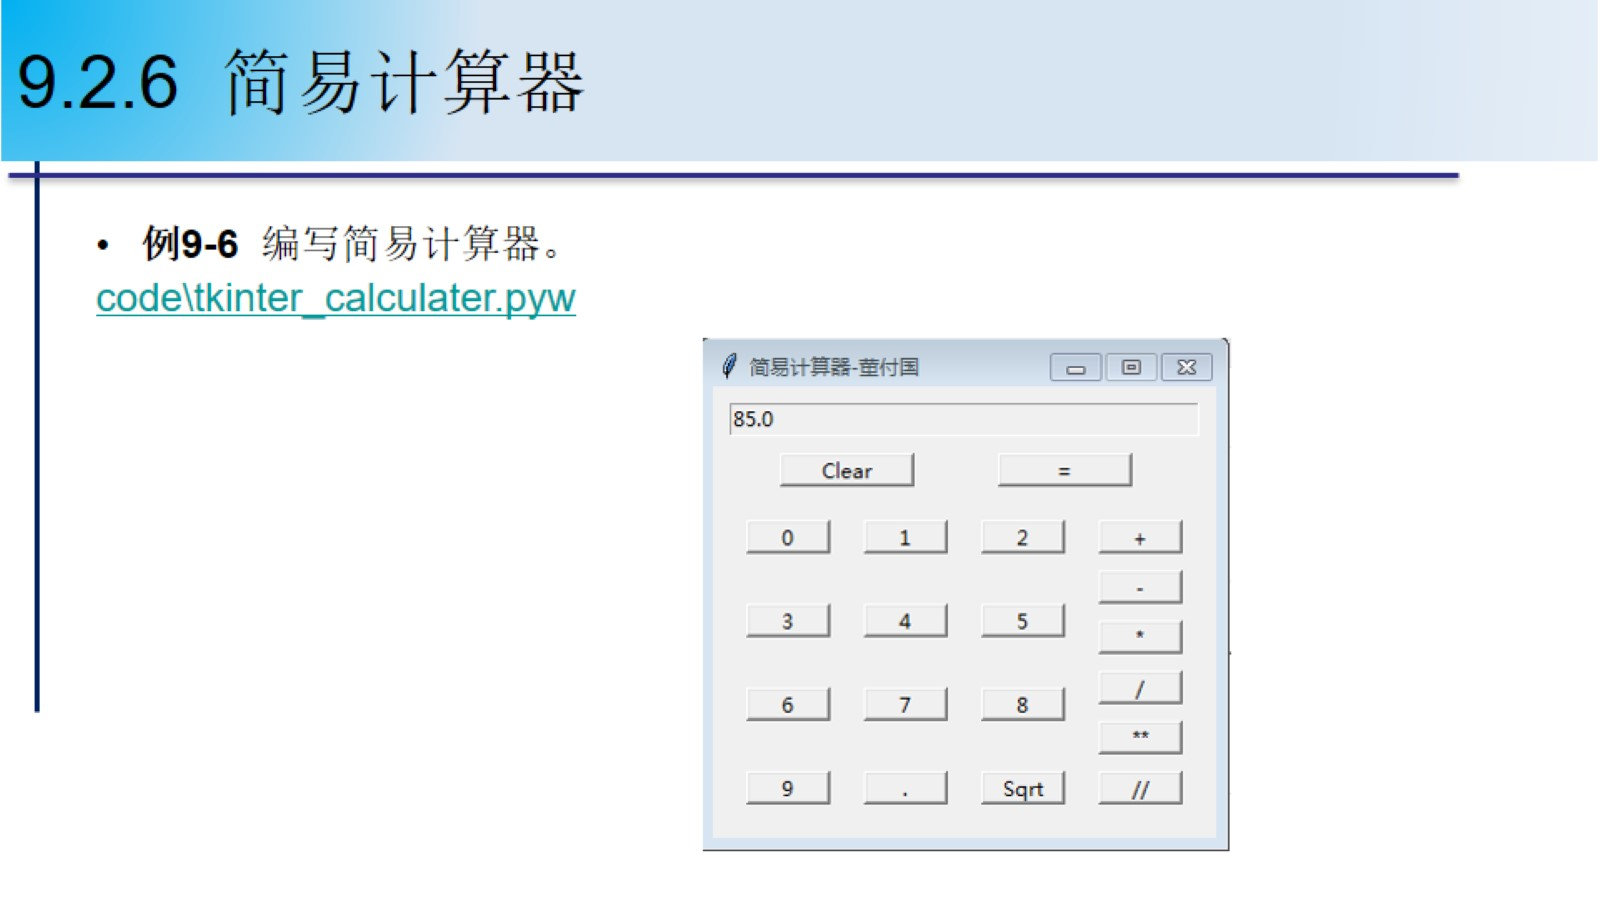 9.2.6 简易计算器
• 例9-6 编写简易计算器。
code\tkinter_calculater.pyw
简易计算器-董付国
85.0
Clear =
0 1 2 +
-
3 4 5
*
6 7 8 /
**
9 . Sqrt //